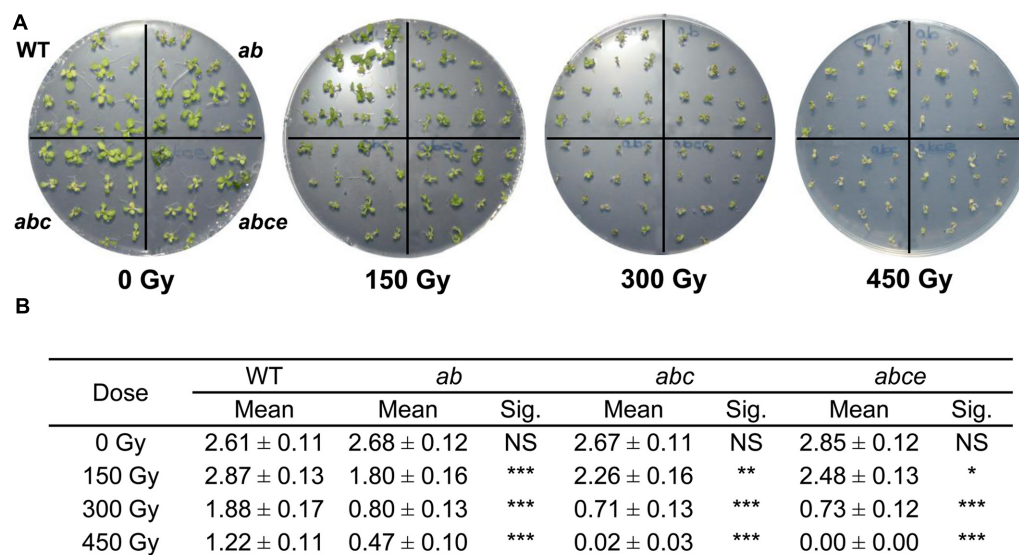 A
WT
ab
abc
abce
0 Gy
150 Gy
300 Gy
450 Gy
B
Dose WT ab abc abce
Mean Mean Sig. Mean Sig. Mean Sig.
0 Gy 2.61 ± 0.11 2.68 ± 0.12 NS 2.67 ± 0.11 NS 2.85 ± 0.12 NS
150 Gy 2.87 ± 0.13 1.80 ± 0.16 *** 2.26 ± 0.16 ** 2.48 ± 0.13 *
300 Gy 1.88 ± 0.17 0.80 ± 0.13 *** 0.71 ± 0.13 *** 0.73 ± 0.12 ***
450 Gy 1.22 ± 0.11 0.47 ± 0.10 *** 0.02 ± 0.03 *** 0.00 ± 0.00 ***